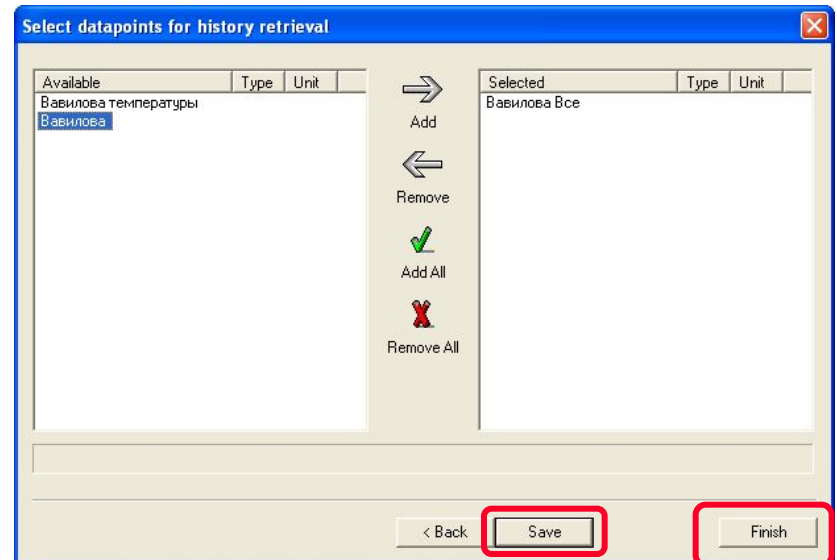 Select datapoints for history retrieval
Available Type Unit
Вавилова температуры
Вавилова
Add
Remove
Add All
Remove All
Selected Type Unit
Вавилова Все
< Back Save Finish